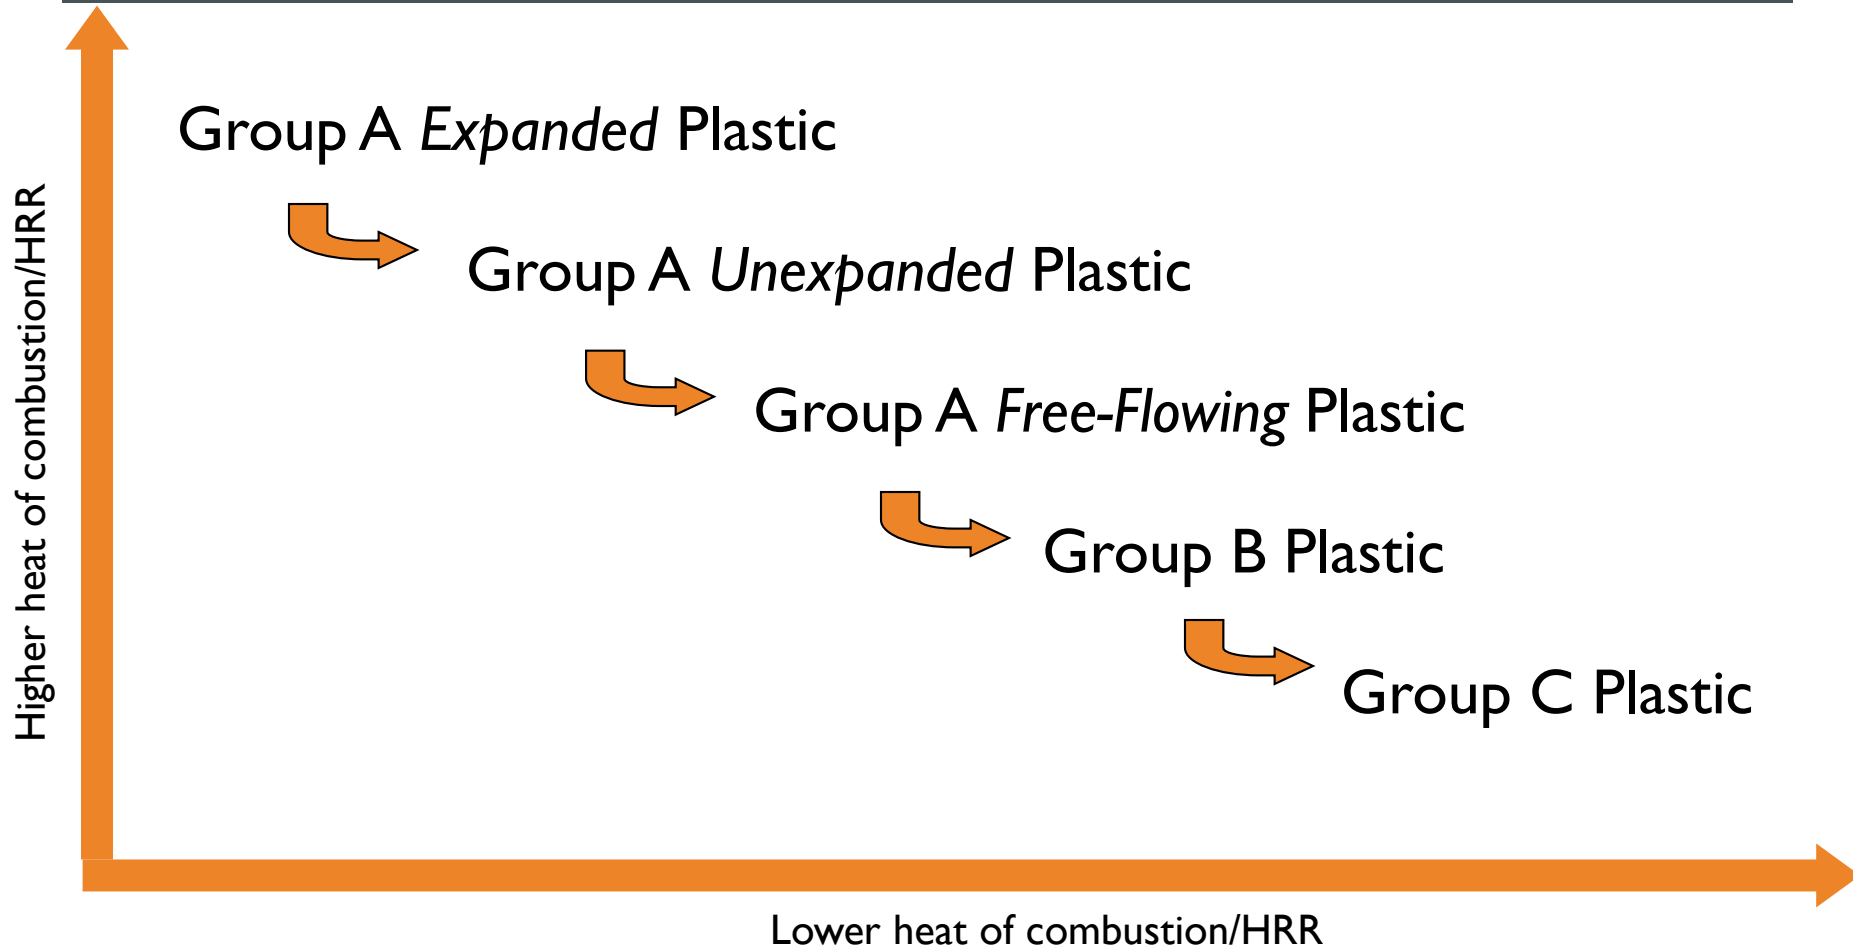 Group A Expanded Plastic
Group A Unexpanded Plastic
Group A Free-Flowing Plastic
Group B Plastic
Group C Plastic
Higher heat of combustion/HRR
Lower heat of combustion/HRR